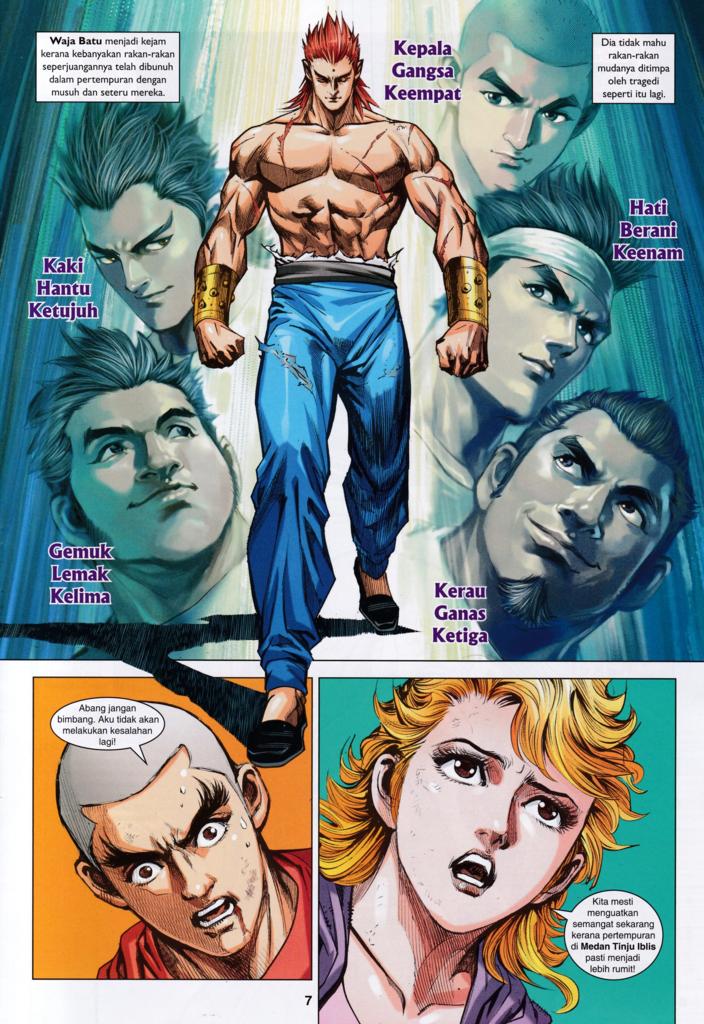 Waja Batu menjadi kejam
kerana kebanyakan rakan-rakan
seperjuangannya telah dibunuh
dalam pertempuran dengan
musuh dan seteru mereka.
Kepala
Gangsa
Keempat
Dia tidak mahu
rakan-rakan
mudanya ditimpa
oleh tragedi
seperti itu lagi.
Hati
Berani
Keenam
Kaki
Hantu
Ketujuh
Gemuk
Lemak
Kelima
Kerau
Ganas
Ketiga
Abang jangan
bimbang. Aku tidak akan
melakukan kesalahan
lagi!
Kita mesti
menguatkan
semangat sekarang
kerana pertempuran
di Medan Tinju Iblis
pasti menjadi
lebih rumit!
7